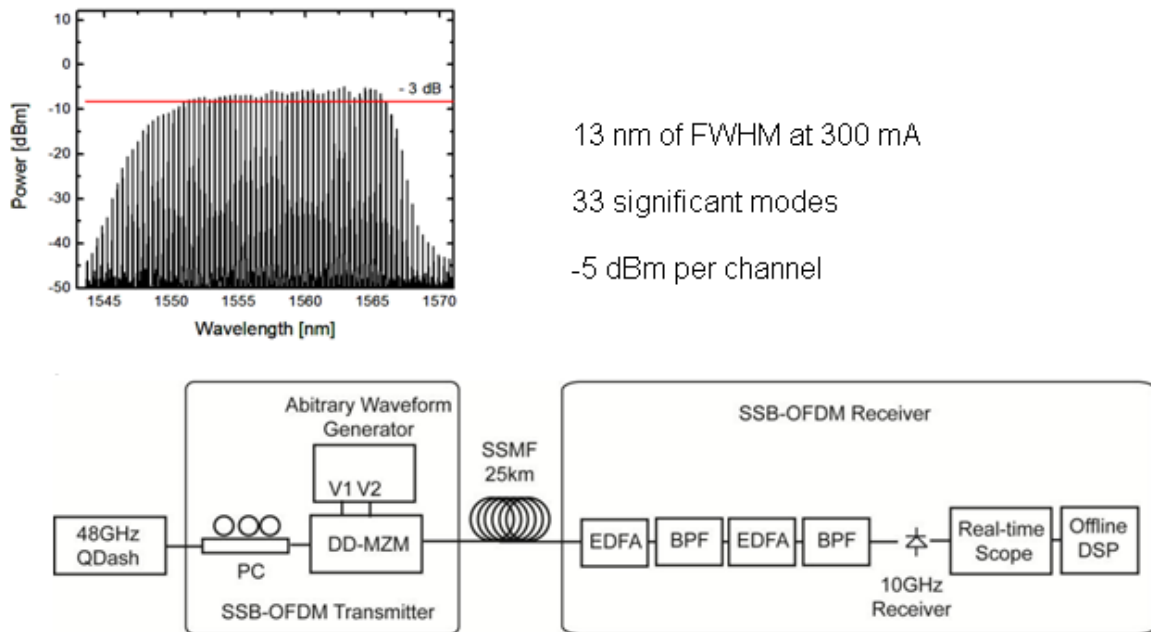 10
0
-10
-20
-30
-40
-50
Power [dBm]
- 3 dB
1545 1550 1555 1560 1565 1570
Wavelength [nm]
13 nm of FWHM at 300 mA
33 significant modes
-5 dBm per channel
48GHz
QDash
Abitrary Waveform
Generator
V1 V2
PC
DD-MZM
SSB-OFDM Transmitter
SSMF
25km
SSB-OFDM Receiver
EDFA
BPF
EDFA
BPF
10GHz
Receiver
Real-time
Scope
Offline
DSP